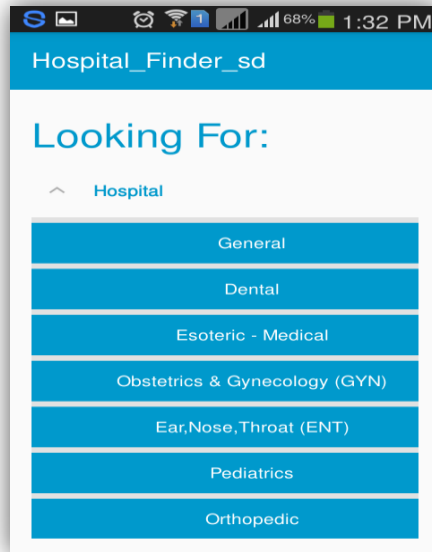 1 68% 1:32 PM
Hospital_Finder_sd
Looking For:
Hospital
General
Dental
Esoteric - Medical
Obstetrics & Gynecology (GYN)
Ear,Nose,Throat (ENT)
Pediatrics
Orthopedic